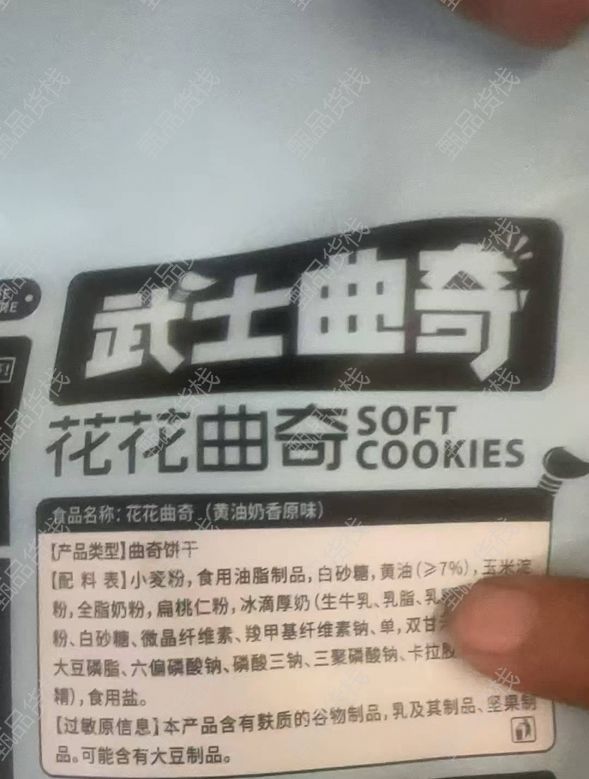 武士曲奇
花花曲奇 SOFT COOKIES
食品名称：花花曲奇（黄油奶香原味）
【产品类型】曲奇饼干
【配 料 表】小麦粉，食用油脂制品，白砂糖，黄油（≥7%），玉米淀
粉，全脂奶粉，扁桃仁粉，冰滴厚奶（生牛乳、乳脂、乳
粉、白砂糖、微晶纤维素、羧甲基纤维素钠、单，双甘
大豆磷脂、六偏磷酸钠、磷酸三钠、三聚磷酸钠、卡拉胶
精），食用盐。
【过敏原信息】本产品含有麸质的谷物制品，乳及其制品、坚果制
品。可能含有大豆制品。
甄品货栈